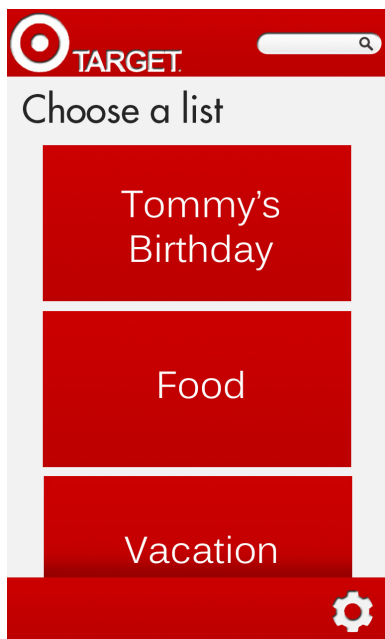 TARGET.
Choose a list
Tommy’s
Birthday
Food
Vacation